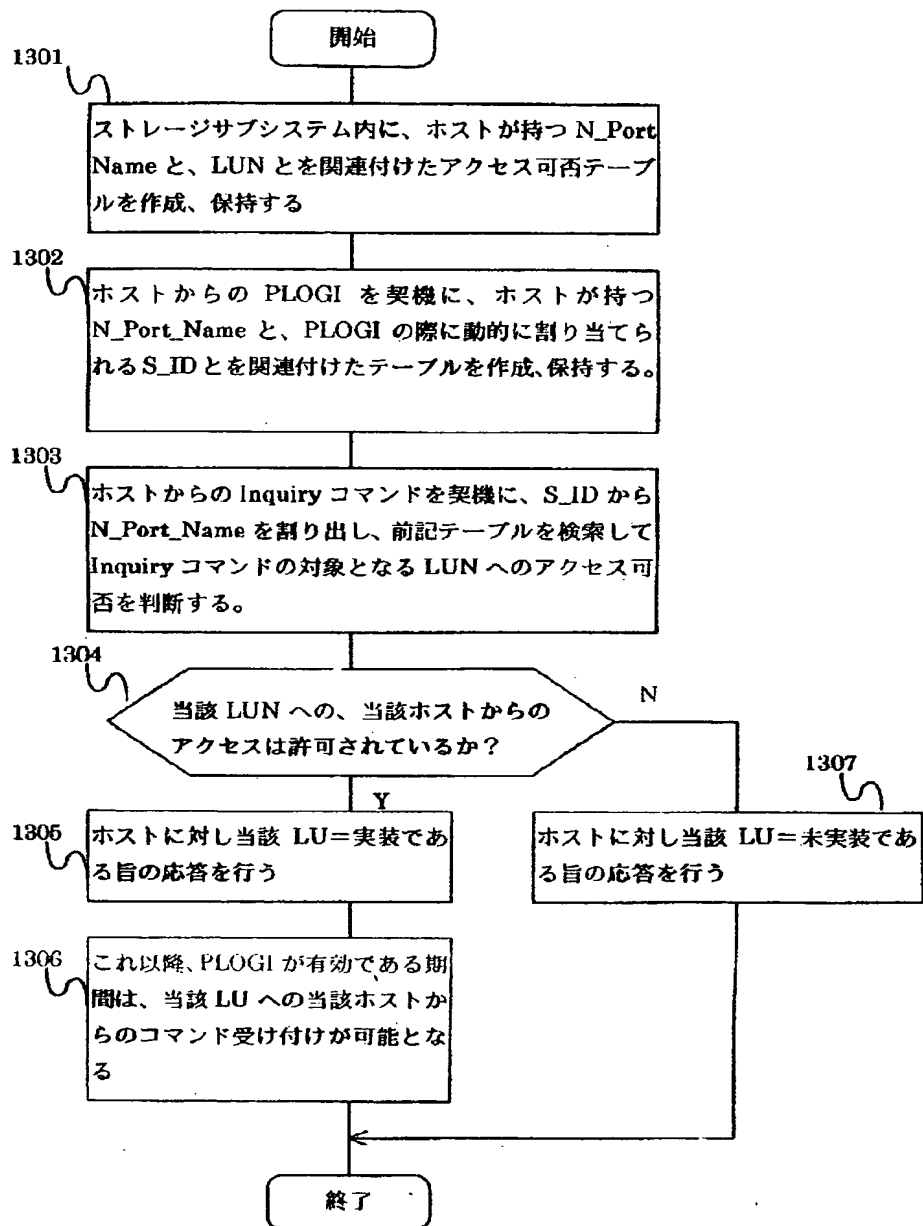 開始
1301
ストレージサブシステム内に、ホストが持つ N_Port
Name と、LUN とを関連付けたアクセス可否テーブ
ルを作成、保持する
1302
ホストからの PLOGI を契機に、ホストが持つ
N_Port_Name と、PLOGI の際に動的に割り当てら
れる S_ID とを関連付けたテーブルを作成、保持する。
1303
ホストからの Inquiry コマンドを契機に、S_ID から
N_Port_Name を割り出し、前記テーブルを検索して
Inquiry コマンドの対象となる LUN へのアクセス可
否を判断する。
1304
当該 LUN への、当該ホストからの
アクセスは許可されているか？
N
Y
1305
ホストに対し当該 LU＝実装であ
る旨の応答を行う
1307
ホストに対し当該 LU＝未実装であ
る旨の応答を行う
1306
これ以降、PLOGI が有効である期
間は、当該 LU への当該ホストか
らのコマンド受け付けが可能とな
る
終了